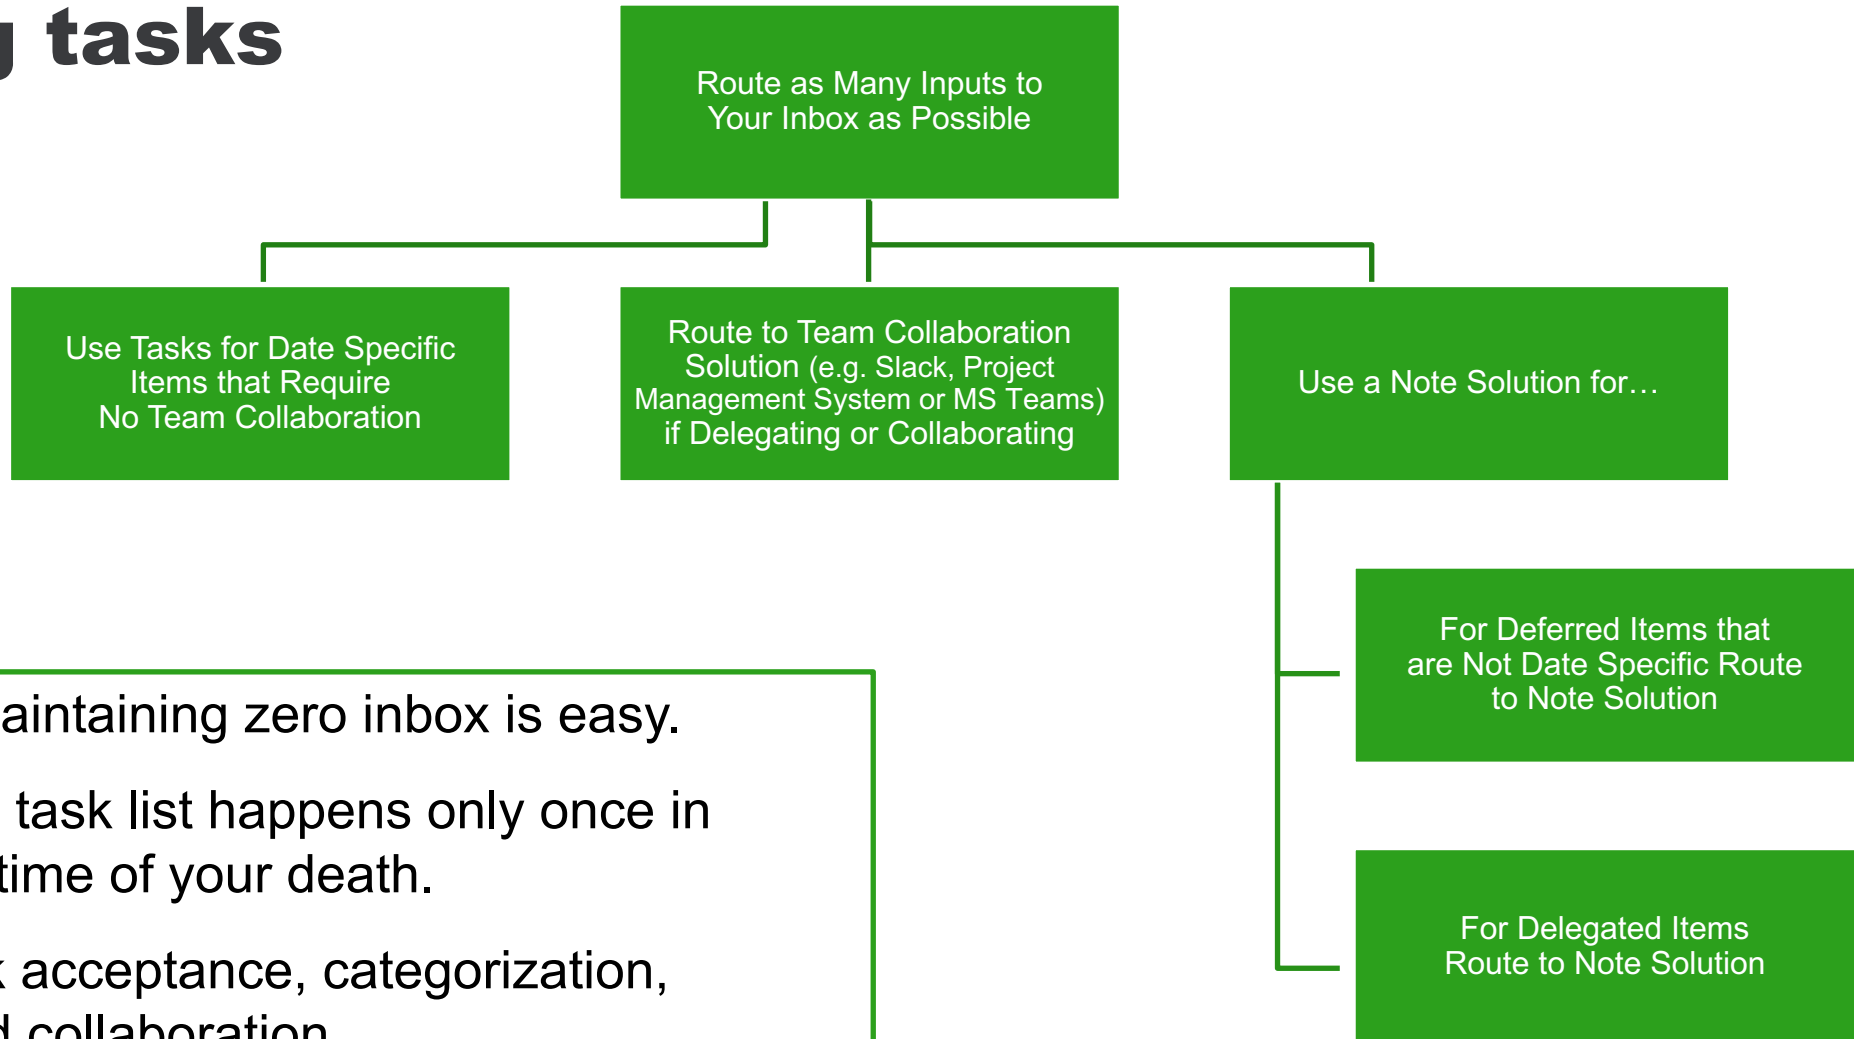 g tasks
Route as Many Inputs to
Your Inbox as Possible
Use Tasks for Date Specific
Items that Require
No Team Collaboration
Route to Team Collaboration
Solution (e.g. Slack, Project
Management System or MS Teams)
if Delegating or Collaborating
Use a Note Solution for…
For Deferred Items that
are Not Date Specific Route
to Note Solution
For Delegated Items
Route to Note Solution
aintaining zero inbox is easy.
task list happens only once in
time of your death.
k acceptance, categorization,
d collaboration